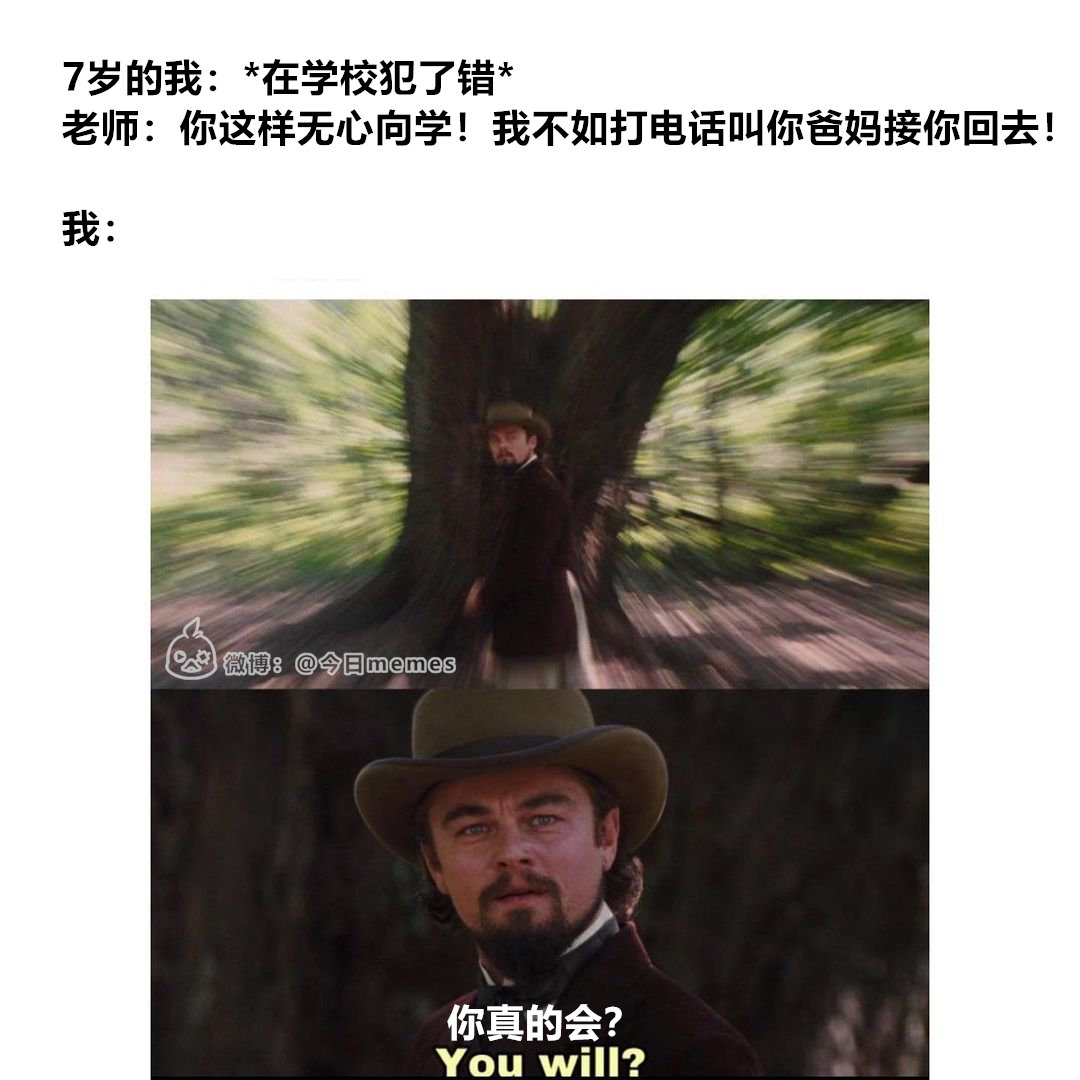 7岁的我：*在学校犯了错*
老师：你这样无心向学！我不如打电话叫你爸妈接你回去！
我：
微博：@今日memes
你真的会？
You will?